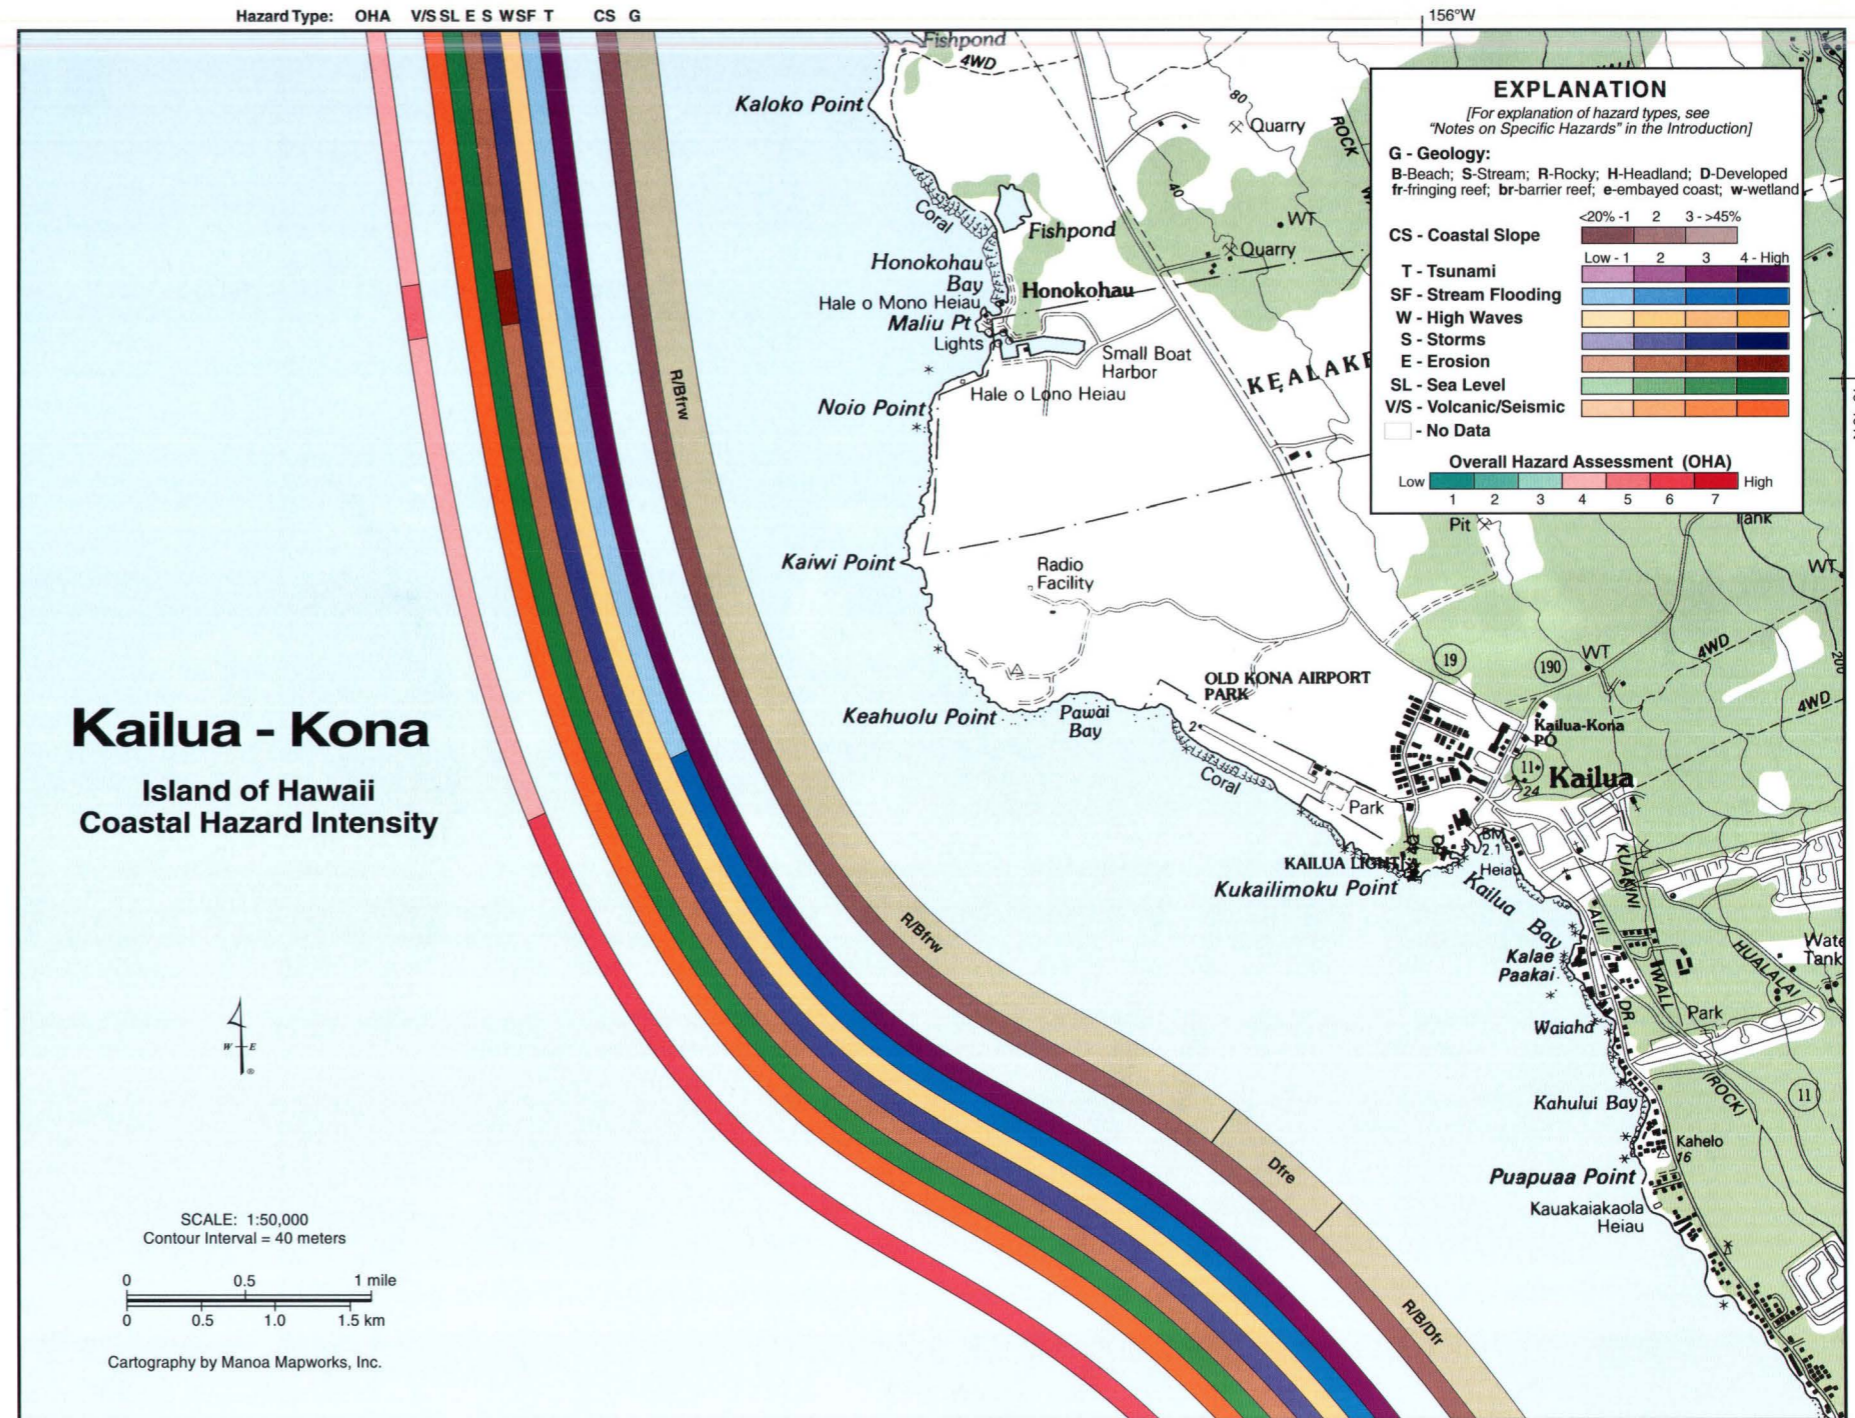 Hazard Type: OHA V/S SL E S W SF T CS G
156°W
Fishpond
4WD
Kaloko Point
80
Quarry
ROCK
40
WT
Coral
Fishpond
Quarry
Honokohau
Bay
Honokohau
Hale o Mono Heiau
Maliu Pt
Lights
Small Boat
Harbor
Hale o Lono Heiau
Noio Point
R/Bfrw
Kaiwi Point
Radio
Facility
EXPLANATION
[For explanation of hazard types, see
"Notes on Specific Hazards" in the Introduction]
G - Geology:
B-Beach; S-Stream; R-Rocky; H-Headland; D-Developed
fr-fringing reef; br-barrier reef; e-embayed coast; w-wetland
<20% -1 2 3 - >45%
CS - Coastal Slope
Low - 1 2 3 4 - High
T - Tsunami
SF - Stream Flooding
W - High Waves
S - Storms
E - Erosion
SL - Sea Level
V/S - Volcanic/Seismic
- No Data
Overall Hazard Assessment (OHA)
Low High
1 2 3 4 5 6 7
Pit
Tank
WT
19
190
WT
4WD
200
4WD
OLD KONA AIRPORT
PARK
Keahuolu Point
Pawai
Bay
2
Kailua-Kona
PO
11
24
Kailua
Coral
Park
KAILUA LIGHT
BM
2.1
Heiau
Kukailimoku Point
Kailua Bay
KUAKINI
WALL
ALII
DR
HUALALAI
Kalae
Paakai
Waiaha
Park
(ROCK)
11
Kahului Bay
Kahelo
16
Puapuaa Point
Kauakaiakaola
Heiau
Kailua - Kona
Island of Hawaii
Coastal Hazard Intensity
R/Bfrw
W E
Dfre
R/B/Dfr
SCALE: 1:50,000
Contour Interval = 40 meters
0 0.5 1 mile
0 0.5 1.0 1.5 km
Cartography by Manoa Mapworks, Inc.